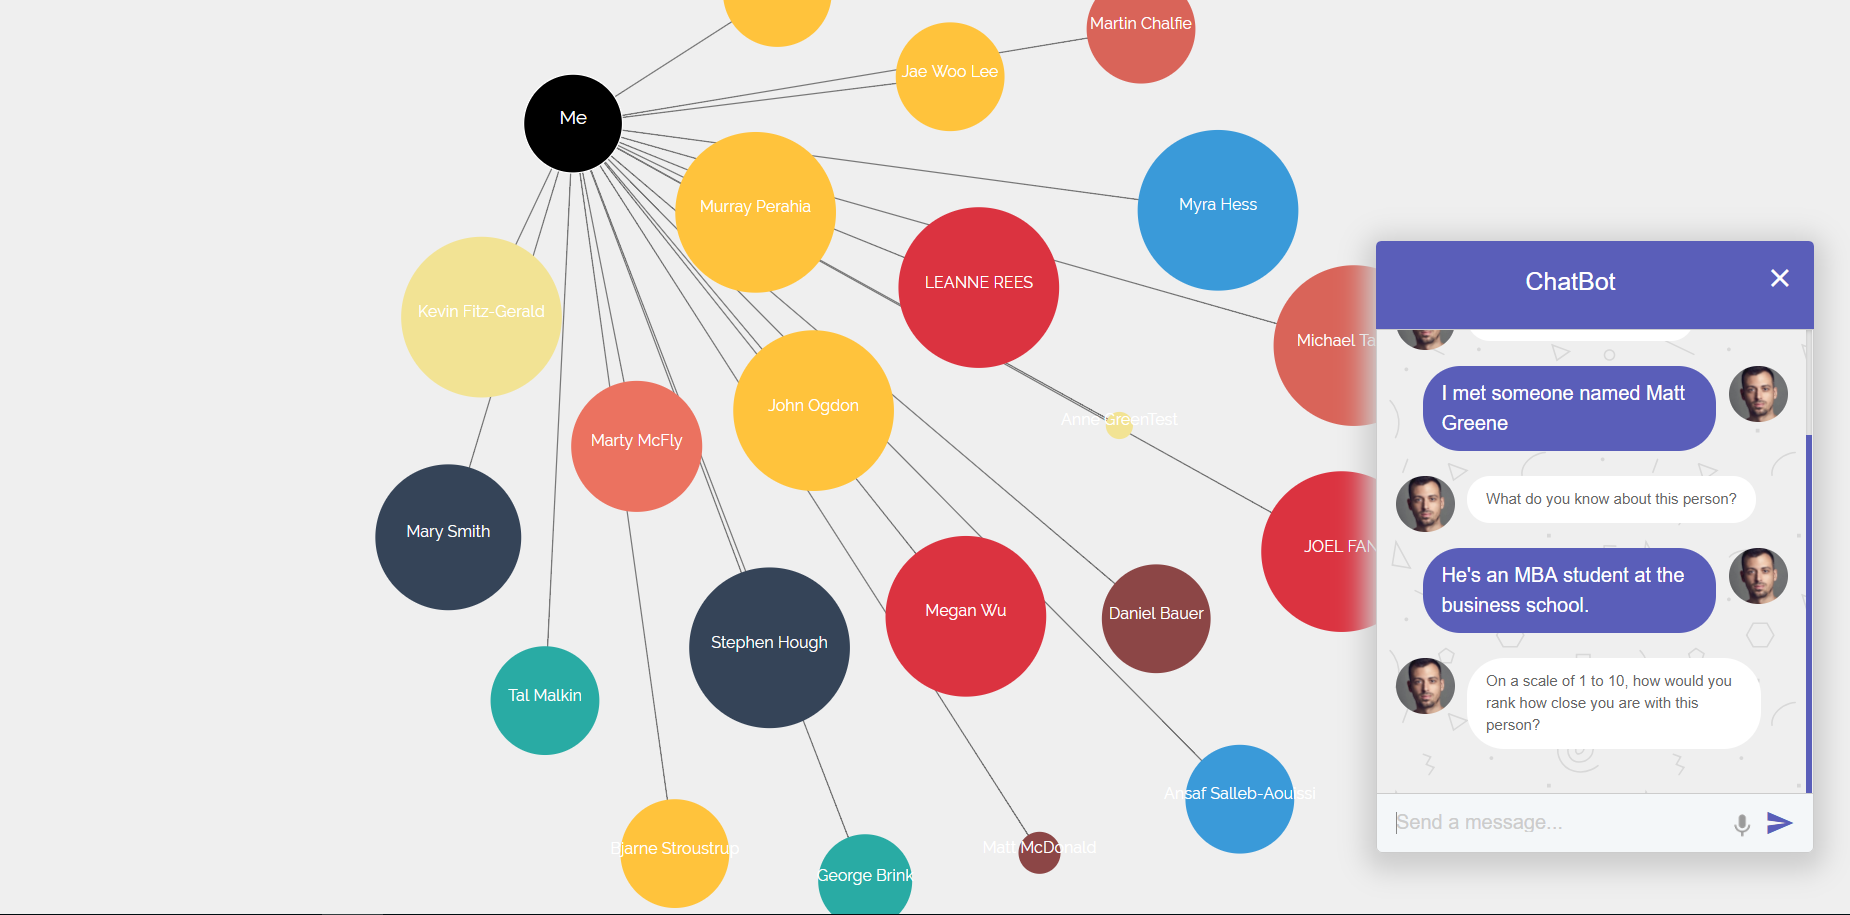 Martin Chalfie
Jae Woo Lee
Me
Murray Perahia
Myra Hess
LEANNE REES
Kevin Fitz-Gerald
Michael Ta
John Ogdon
Anne GreenTest
Marty McFly
Mary Smith
JOEL FAN
Megan Wu
Daniel Bauer
Stephen Hough
Tal Malkin
Ansaf Salleb-Aouissi
Bjarne Stroustrup
Matt McDonald
George Brink
ChatBot
I met someone named Matt
Greene
What do you know about this person?
He's an MBA student at the
business school.
On a scale of 1 to 10, how would you
rank how close you are with this
person?
Send a message...